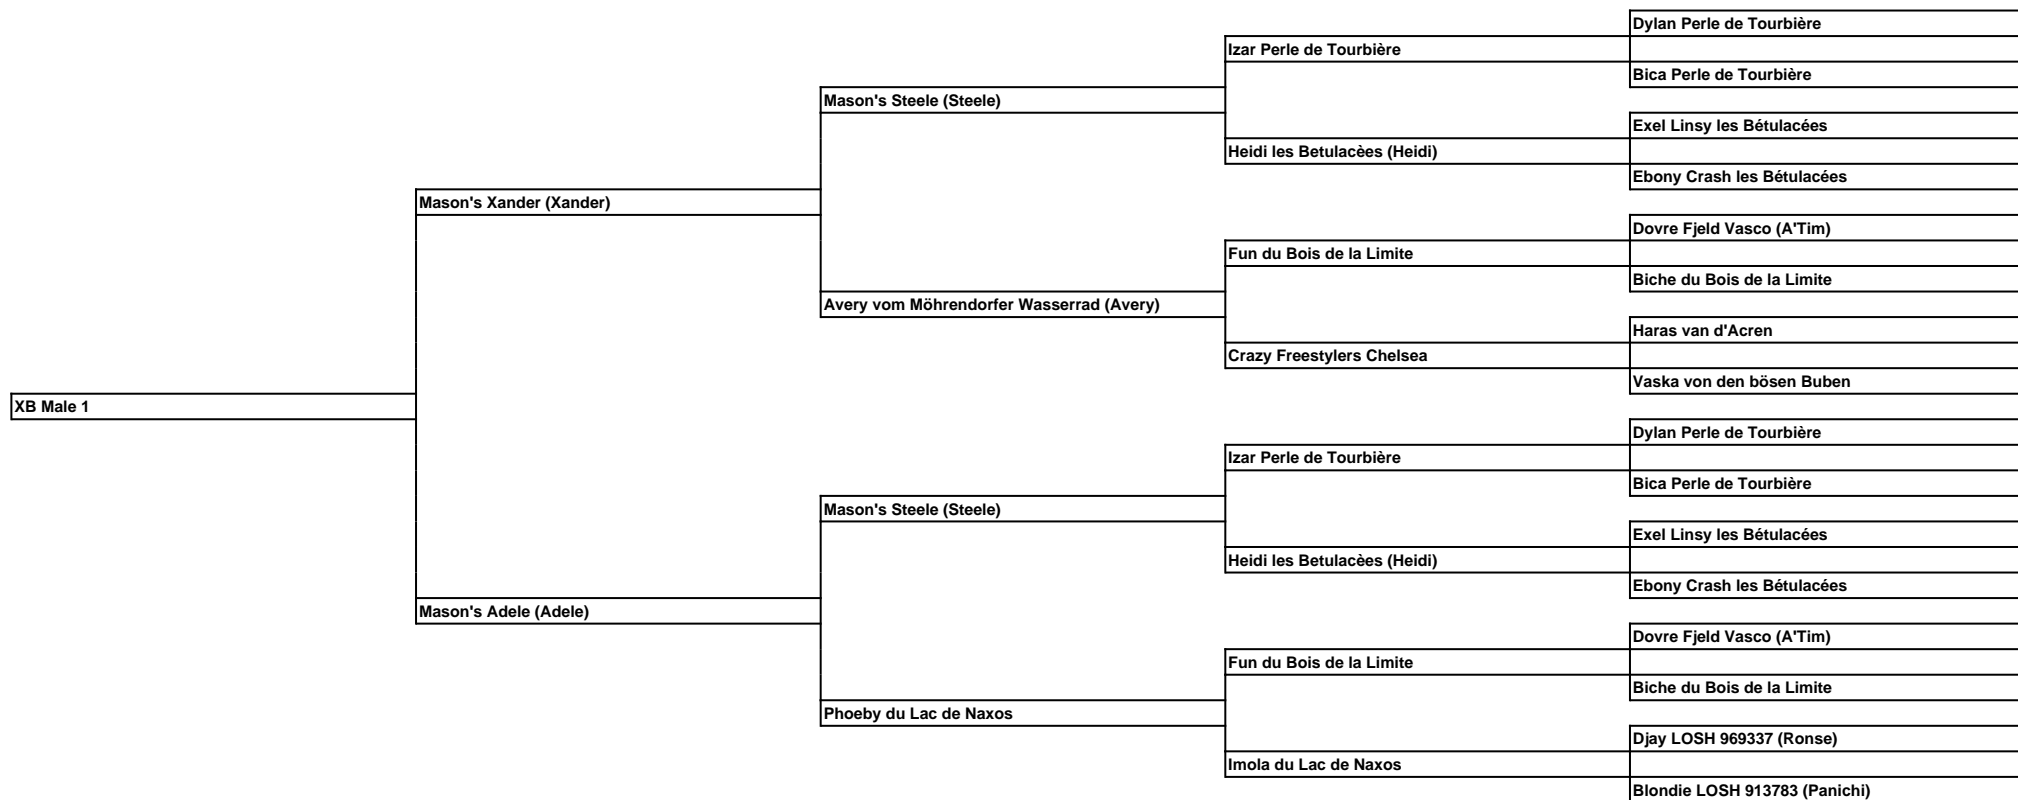 Dylan Perle de Tourbière
Izar Perle de Tourbière
Bica Perle de Tourbière
Mason's Steele (Steele)
Exel Linsy les Bétulacées
Heidi les Betulacèes (Heidi)
Ebony Crash les Bétulacées
Mason's Xander (Xander)
Dovre Fjeld Vasco (A'Tim)
Fun du Bois de la Limite
Biche du Bois de la Limite
Avery vom Möhrendorfer Wasserrad (Avery)
Haras van d'Acren
Crazy Freestylers Chelsea
Vaska von den bösen Buben
XB Male 1
Dylan Perle de Tourbière
Izar Perle de Tourbière
Bica Perle de Tourbière
Mason's Steele (Steele)
Exel Linsy les Bétulacées
Heidi les Betulacèes (Heidi)
Ebony Crash les Bétulacées
Mason's Adele (Adele)
Dovre Fjeld Vasco (A'Tim)
Fun du Bois de la Limite
Biche du Bois de la Limite
Phoeby du Lac de Naxos
Djay LOSH 969337 (Ronse)
Imola du Lac de Naxos
Blondie LOSH 913783 (Panichi)